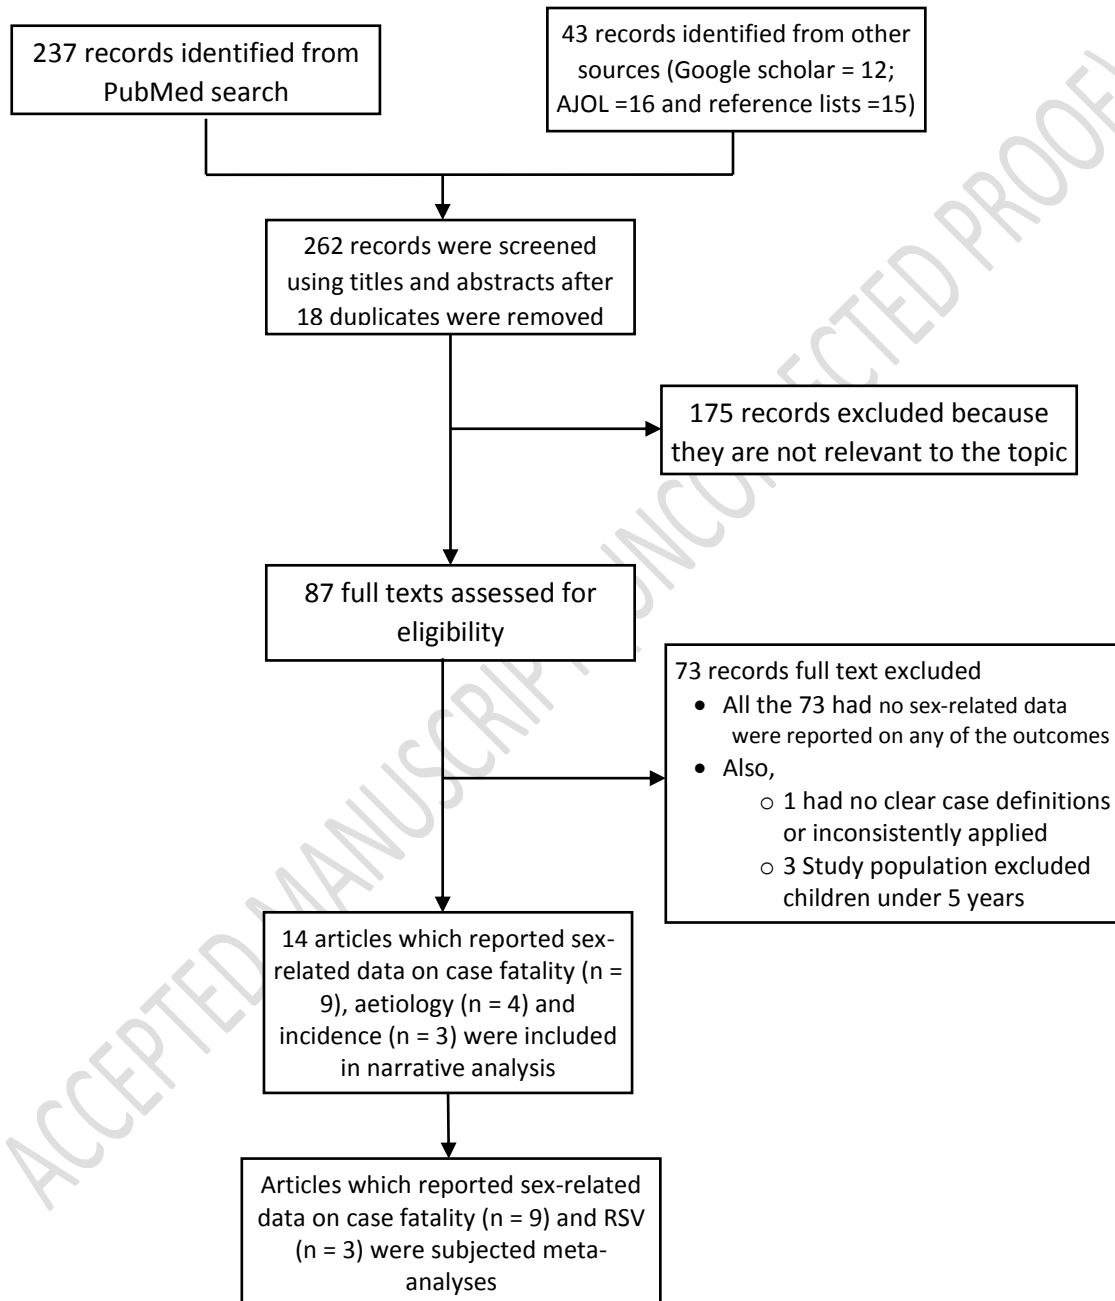 237 records identified from
PubMed search
43 records identified from other
sources (Google scholar = 12;
AJOL =16 and reference lists =15)
262 records were screened
using titles and abstracts after
18 duplicates were removed
175 records excluded because
they are not relevant to the topic
87 full texts assessed for
eligibility
73 records full text excluded
• All the 73 had no sex-related data
were reported on any of the outcomes
• Also,
o 1 had no clear case definitions
or inconsistently applied
o 3 Study population excluded
children under 5 years
14 articles which reported sex-
related data on case fatality (n =
9), aetiology (n = 4) and
incidence (n = 3) were included
in narrative analysis
Articles which reported sex-related
data on case fatality (n = 9) and RSV
(n = 3) were subjected meta-
analyses
ACCEPTED MANUSCRIPT UNCORRECTED PROOF